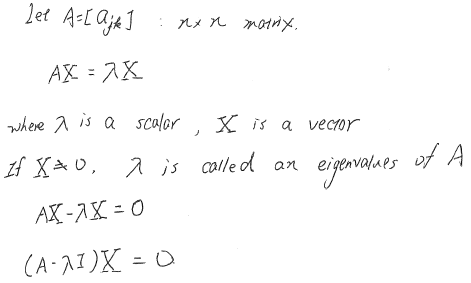 Let A=[a_jk] : n×n matrix.
AX = λX
where λ is a scalar, X is a vector
If X≠0, λ is called an eigenvalues of A
AX-λX = 0
(A-λI)X = 0